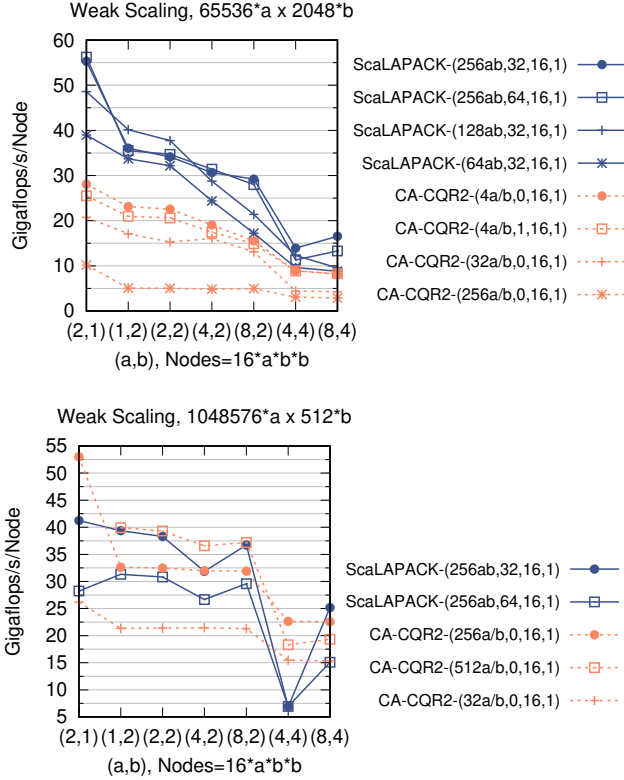 Weak Scaling, 65536*a x 2048*b
60
50
40
30
20
10
0
Gigaflops/s/Node
(2,1) (1,2) (2,2) (4,2) (8,2) (4,4) (8,4)
(a,b), Nodes=16*a*b*b
ScaLAPACK-(256ab,32,16,1)
ScaLAPACK-(256ab,64,16,1)
ScaLAPACK-(128ab,32,16,1)
ScaLAPACK-(64ab,32,16,1)
CA-CQR2-(4a/b,0,16,1)
CA-CQR2-(4a/b,1,16,1)
CA-CQR2-(32a/b,0,16,1)
CA-CQR2-(256a/b,0,16,1)
Weak Scaling, 1048576*a x 512*b
55
50
45
40
35
30
25
20
15
10
5
Gigaflops/s/Node
(2,1) (1,2) (2,2) (4,2) (8,2) (4,4) (8,4)
(a,b), Nodes=16*a*b*b
ScaLAPACK-(256ab,32,16,1)
ScaLAPACK-(256ab,64,16,1)
CA-CQR2-(256a/b,0,16,1)
CA-CQR2-(512a/b,0,16,1)
CA-CQR2-(32a/b,0,16,1)